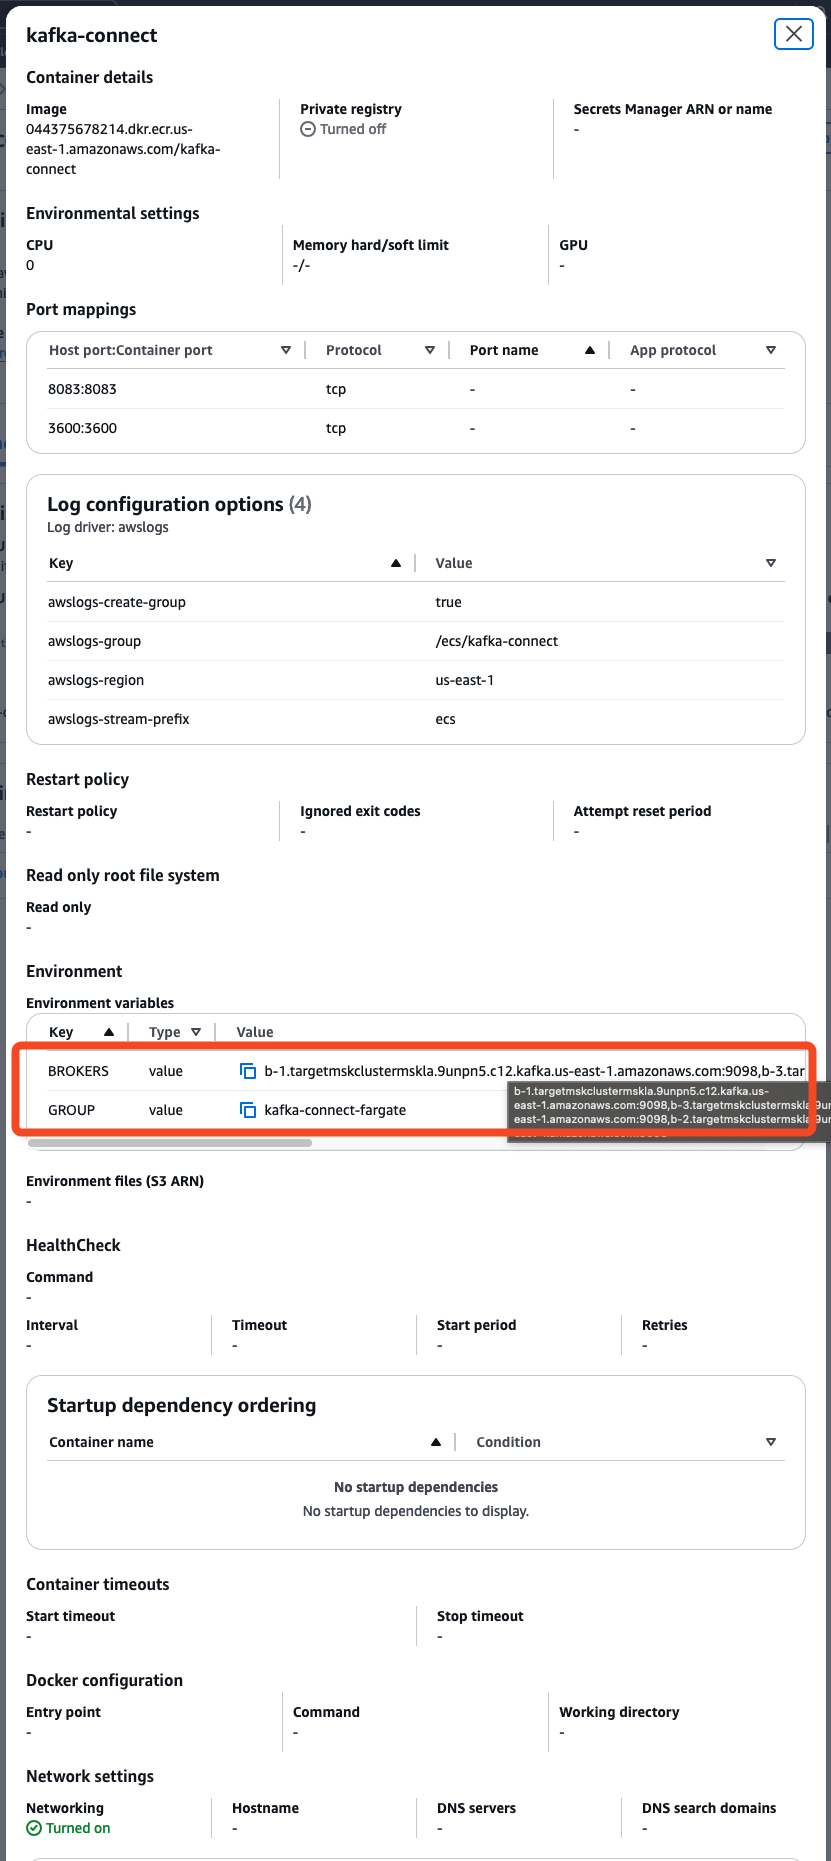 kafka-connect
Container details
Image
044375678214.dkr.ecr.us-
east-1.amazonaws.com/kafka-
connect
Private registry
Turned off
Secrets Manager ARN or name
-
Environmental settings
CPU
0
Memory hard/soft limit
-/-
GPU
-
Port mappings
Host port:Container port Protocol Port name App protocol
8083:8083 tcp - -
3600:3600 tcp - -
Log configuration options (4)
Log driver: awslogs
Key Value
awslogs-create-group true
awslogs-group /ecs/kafka-connect
awslogs-region us-east-1
awslogs-stream-prefix ecs
Restart policy
Restart policy Ignored exit codes Attempt reset period
- - -
Read only root file system
Read only
-
Environment
Environment variables
Key Type Value
BROKERS value b-1.targetmskclustermskla.9unpn5.c12.kafka.us-east-1.amazonaws.com:9098,b-3.tar
GROUP value kafka-connect-fargate
b-1.targetmskclustermskla.9unpn5.c12.kafka.us-
east-1.amazonaws.com:9098,b-3.targetmskclustermskla.9un
east-1.amazonaws.com:9098,b-2.targetmskclustermskla.9un
Environment files (S3 ARN)
-
HealthCheck
Command
-
Interval Timeout Start period Retries
- - - -
Startup dependency ordering
Container name Condition
No startup dependencies
No startup dependencies to display.
Container timeouts
Start timeout Stop timeout
- -
Docker configuration
Entry point Command Working directory
- - -
Network settings
Networking Hostname DNS servers DNS search domains
Turned on - - -